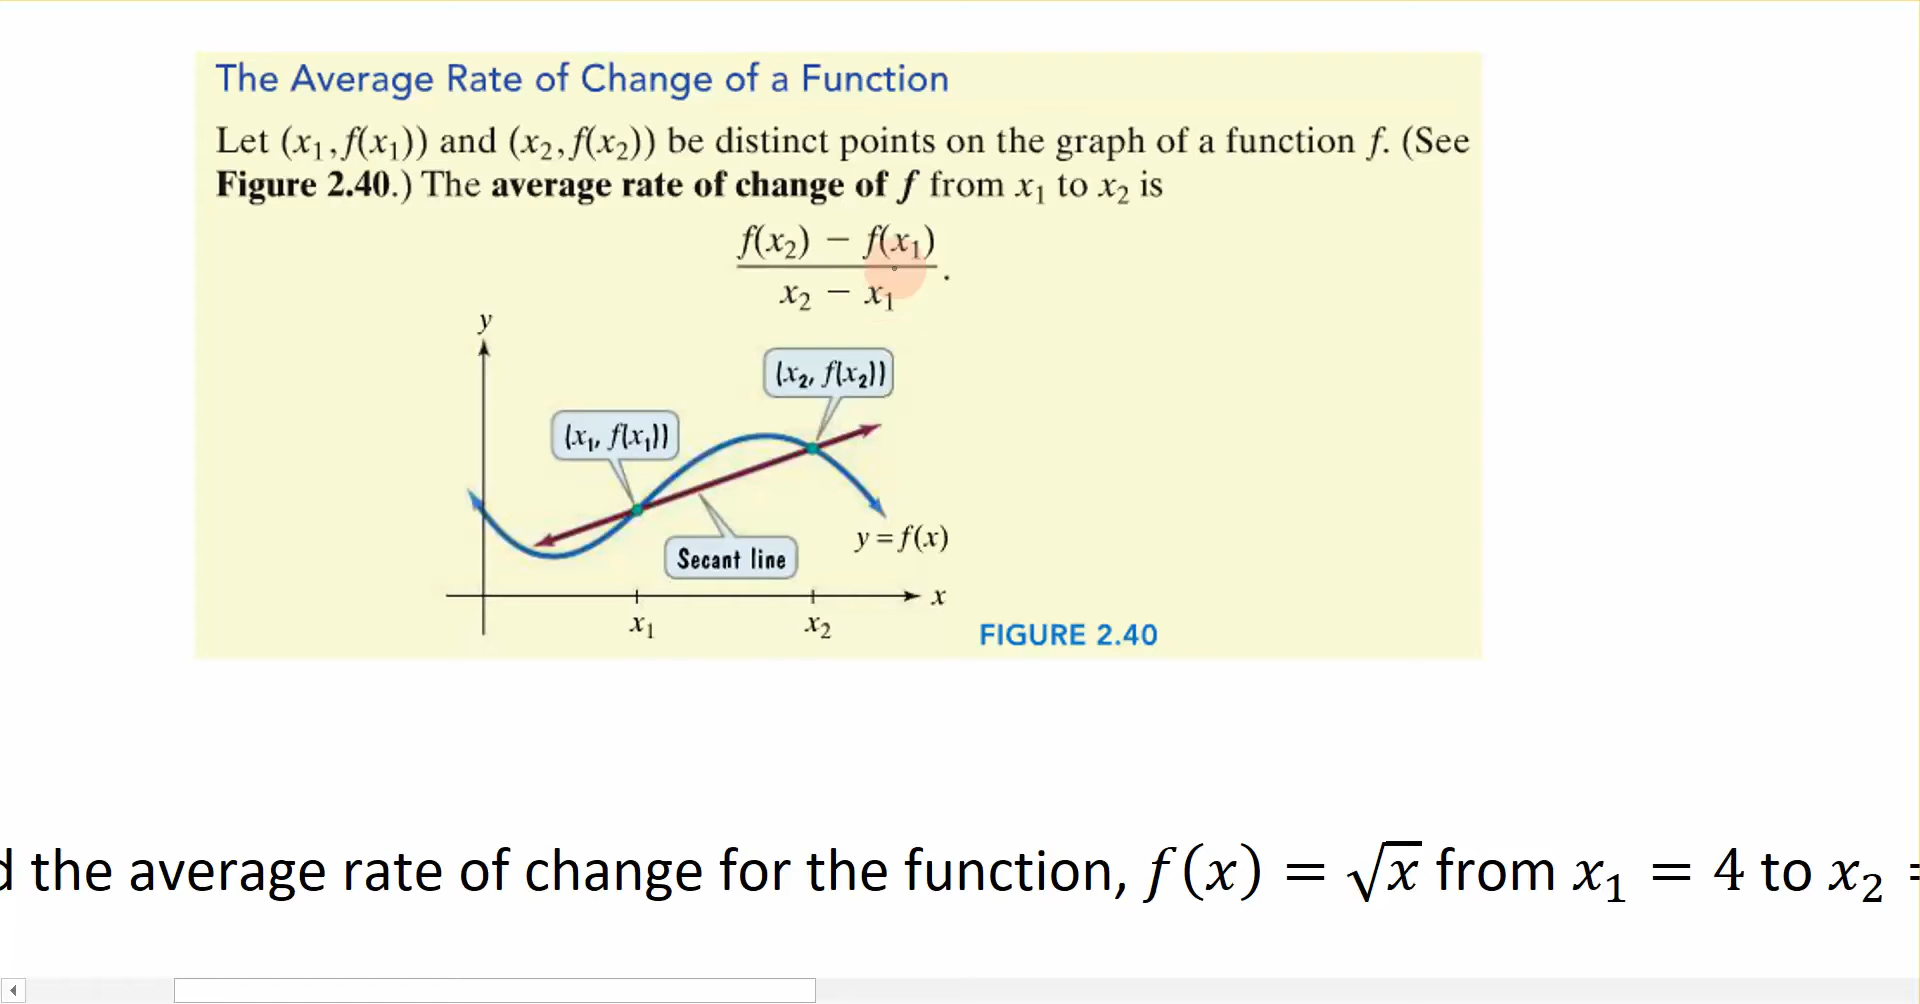 The Average Rate of Change of a Function
Let (x₁, f(x₁)) and (x₂, f(x₂)) be distinct points on the graph of a function f. (See
Figure 2.40.) The average rate of change of f from x₁ to x₂ is
f(x₂) − f(x₁)
x₂ − x₁ .
y
(x₂, f(x₂))
(x₁, f(x₁))
y = f(x)
Secant line
x
x₁ x₂
FIGURE 2.40
the average rate of change for the function, f(x) = √x from x₁ = 4 to x₂